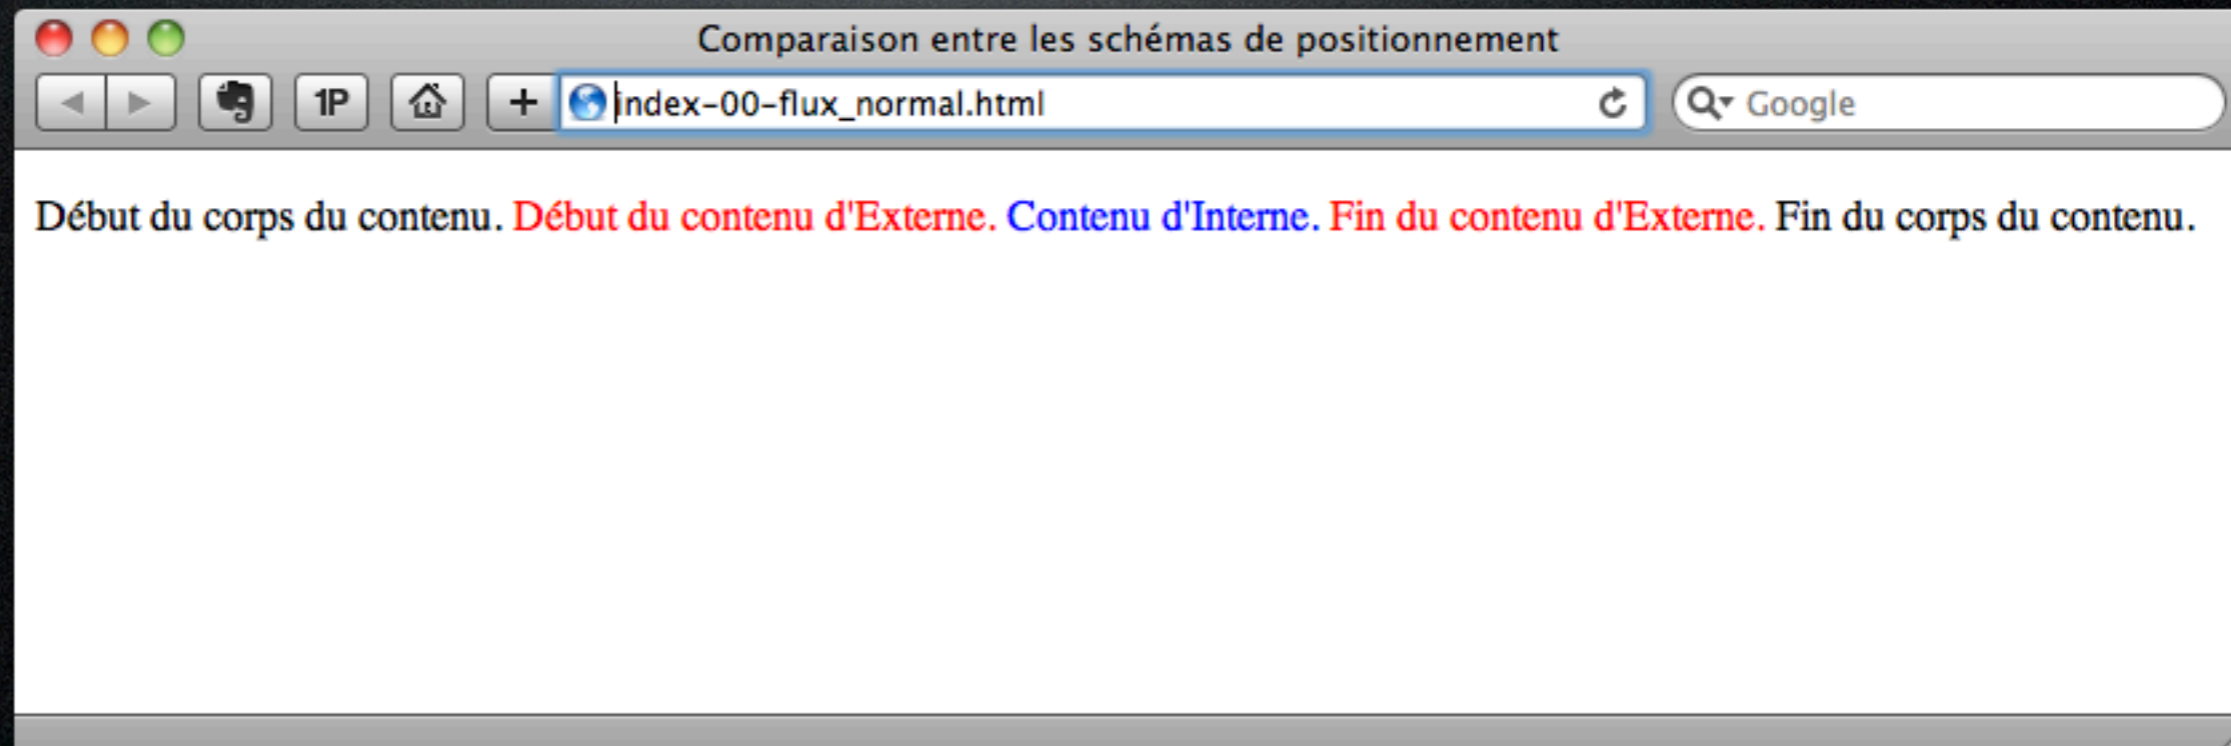 Comparaison entre les schémas de positionnement
1P + index-00-flux_normal.html Google
Début du corps du contenu. Début du contenu d'Externe. Contenu d'Interne. Fin du contenu d'Externe. Fin du corps du contenu.